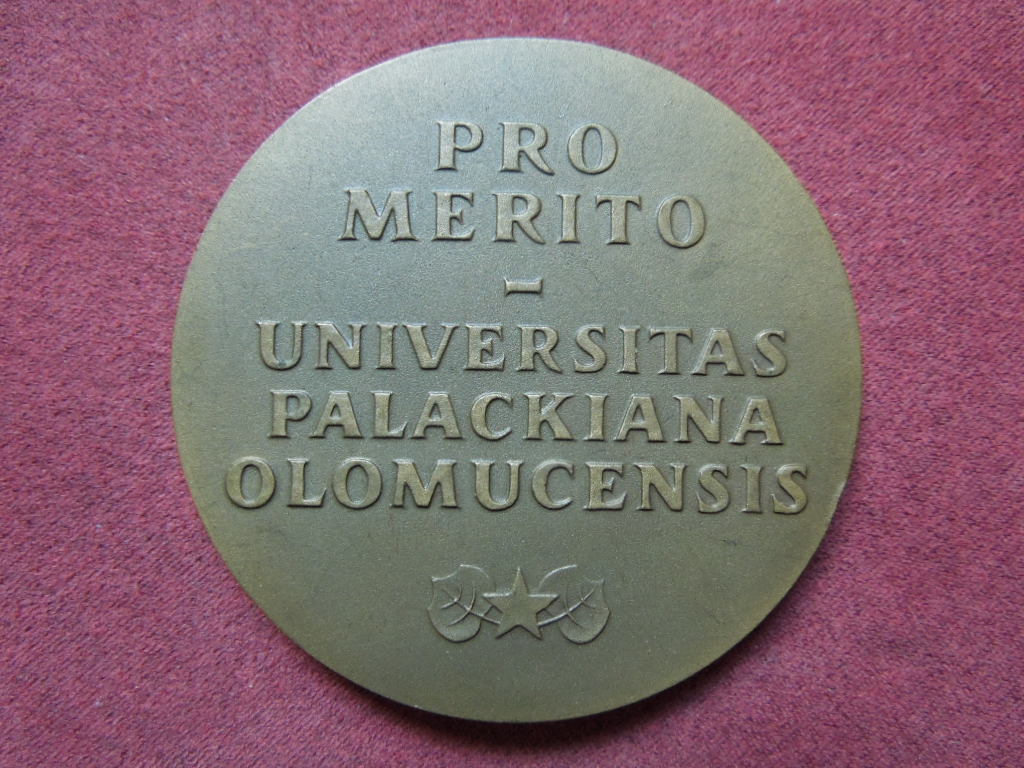 PRO
MERITO
-
UNIVERSITAS
PALACKIANA
OLOMUCENSIS